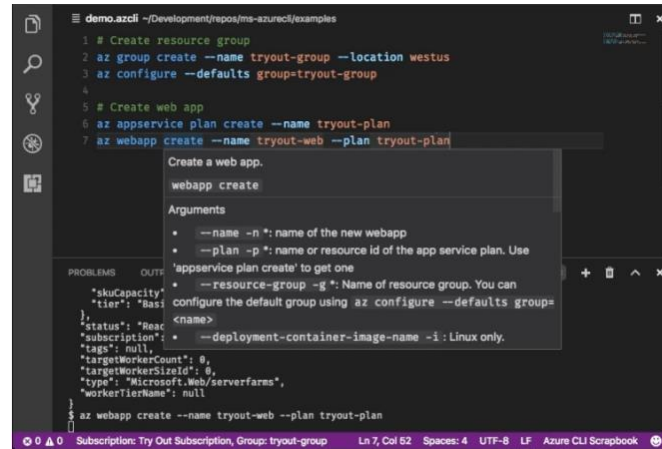 demo.azcli ~/Development/repos/ms-azurecli/examples
1 # Create resource group
2 az group create --name tryout-group --location westus
3 az configure --defaults group=tryout-group
4
5 # Create web app
6 az appservice plan create --name tryout-plan
7 az webapp create --name tryout-web --plan tryout-plan
Create a web app.
webapp create
Arguments
• --name -n *: name of the new webapp
• --plan -p *: name or resource id of the app service plan. Use
'appservice plan create' to get one
• --resource-group -g *: Name of resource group. You can
configure the default group using az configure --defaults group=
<name>
• --deployment-container-image-name -i : Linux only.
PROBLEMS OUTP
"skuCapacity"
"tier": "Basi
},
"status": "Reac
"subscription":
"tags": null,
"targetWorkerCount": 0,
"targetWorkerSizeId": 0,
"type": "Microsoft.Web/serverfarms",
"workerTierName": null
}
$ az webapp create --name tryout-web --plan tryout-plan
0 0 Subscription: Try Out Subscription, Group: tryout-group Ln 7, Col 52 Spaces: 4 UTF-8 LF Azure CLI Scrapbook